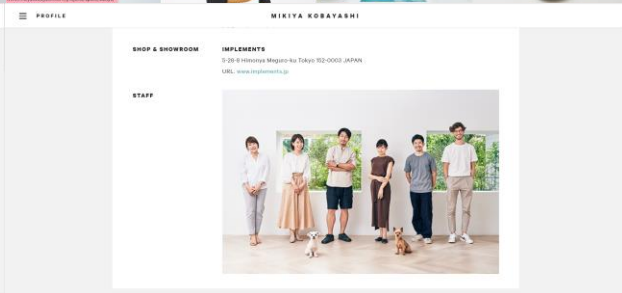 PROFILE
MIKIYA KOBAYASHI
SHOP & SHOWROOM
IMPLEMENTS
5-28-8 Himonya Meguro-ku Tokyo 152-0003 JAPAN
URL: www.implements.jp
STAFF